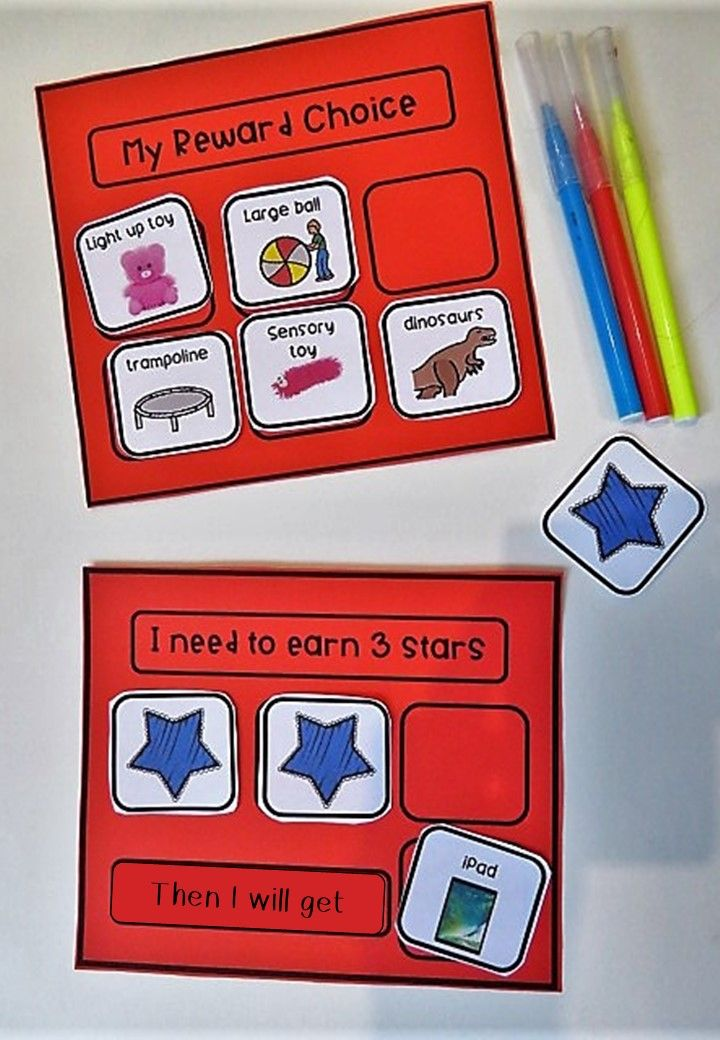 My Reward Choice
Light up toy
Large ball
trampoline
Sensory
toy
dinosaurs
I need to earn 3 stars
Then I will get
iPad